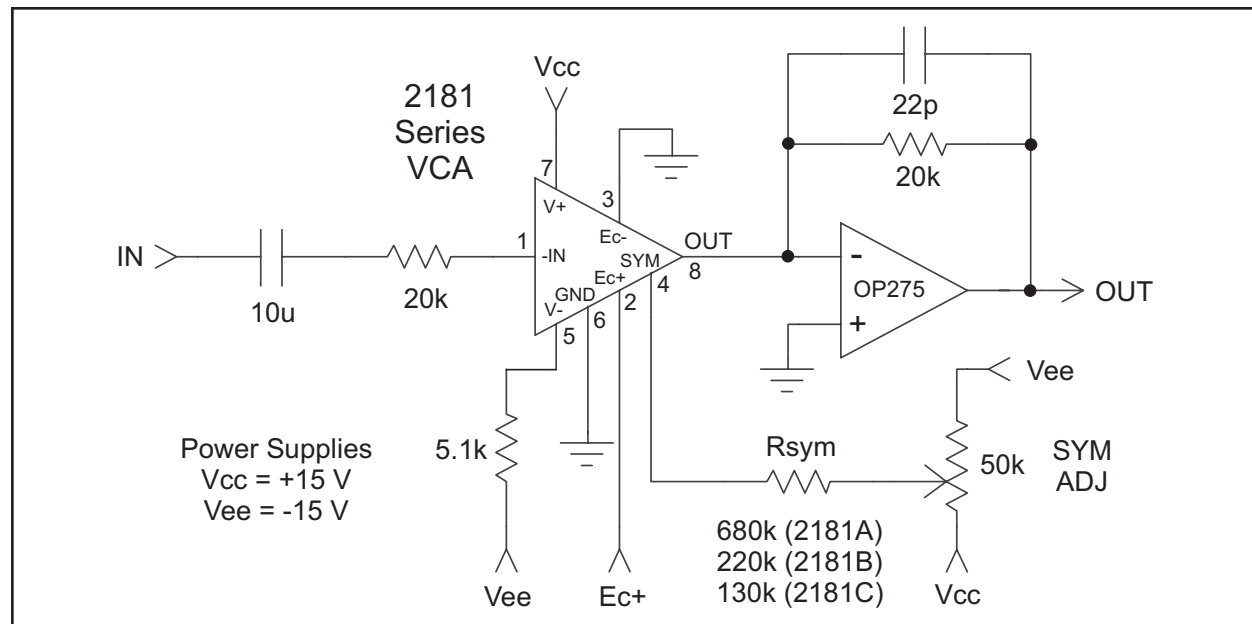 Vcc
2181
Series
VCA
7
V+
3
Ec-
22p
20k
IN
10u
20k
1
-IN
SYM
Ec+
GND
V-
OUT
8
4
2
6
5
-
OP275
+
OUT
Power Supplies
Vcc = +15 V
Vee = -15 V
5.1k
Vee
Ec+
Rsym
680k (2181A)
220k (2181B)
130k (2181C)
Vee
50k
SYM
ADJ
Vcc